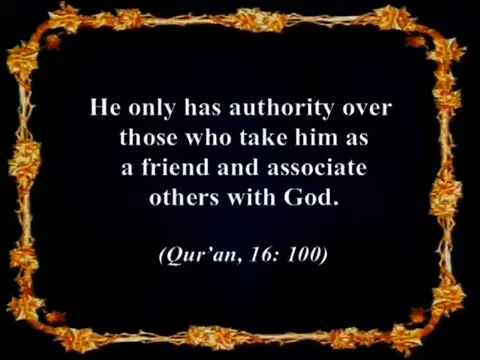 He only has authority over
those who take him as
a friend and associate
others with God.
(Qur’an, 16: 100)